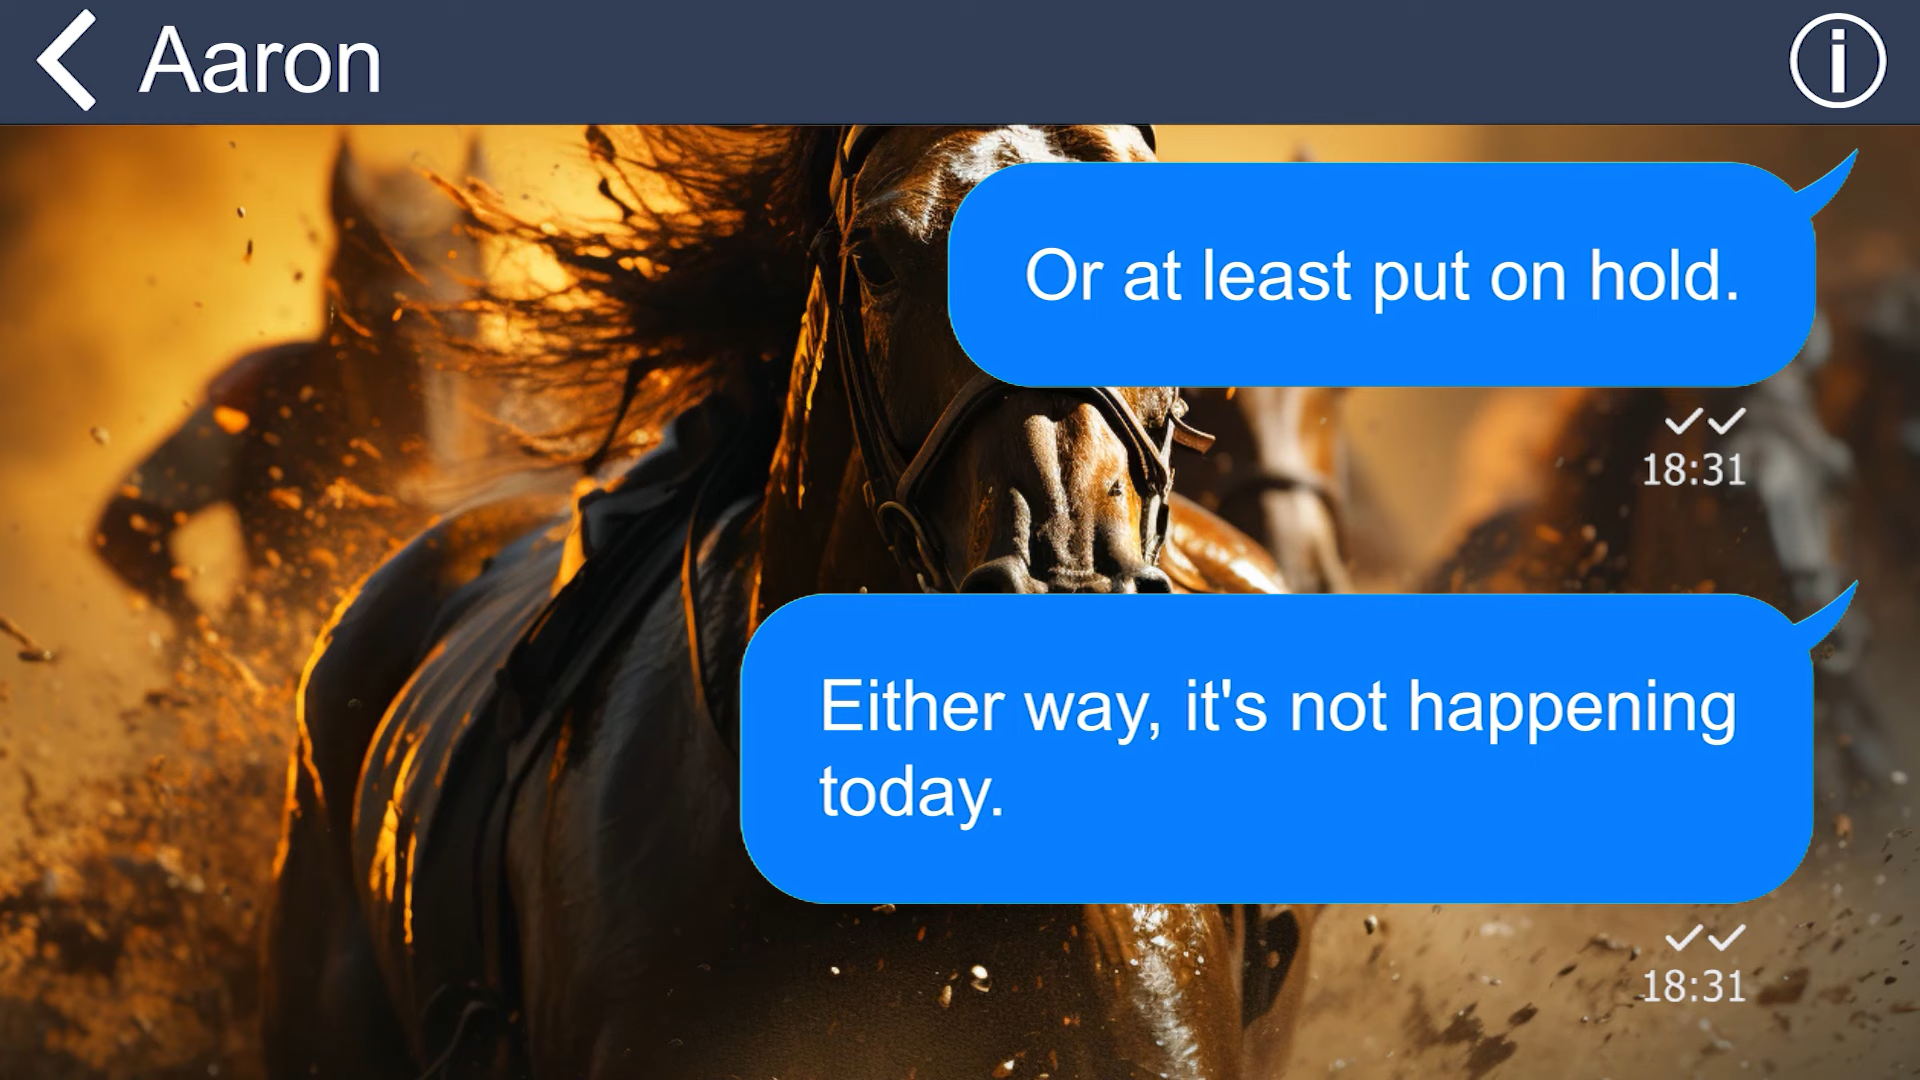 Aaron
Or at least put on hold.
18:31
Either way, it's not happening
today.
18:31